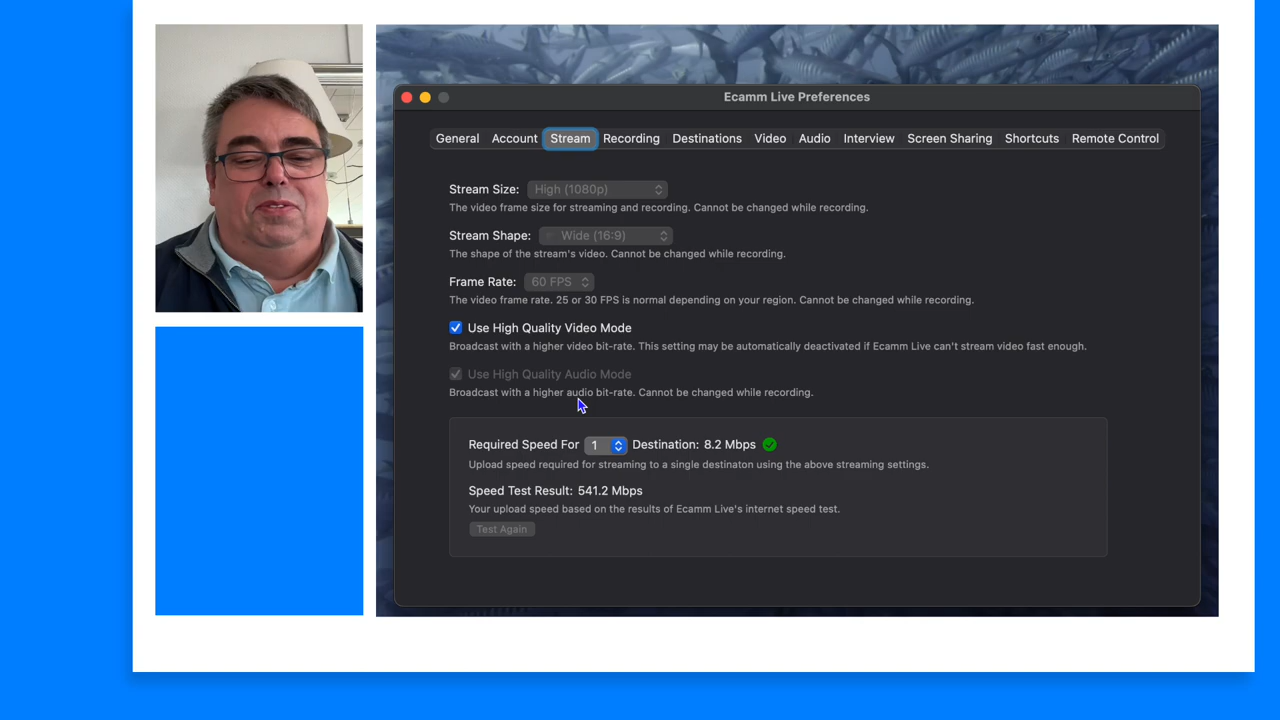 Ecamm Live Preferences
General Account Stream Recording Destinations Video Audio Interview Screen Sharing Shortcuts Remote Control
Stream Size: High (1080p)
The video frame size for streaming and recording. Cannot be changed while recording.
Stream Shape: Wide (16:9)
The shape of the stream's video. Cannot be changed while recording.
Frame Rate: 60 FPS
The video frame rate. 25 or 30 FPS is normal depending on your region. Cannot be changed while recording.
Use High Quality Video Mode
Broadcast with a higher video bit-rate. This setting may be automatically deactivated if Ecamm Live can't stream video fast enough.
Use High Quality Audio Mode
Broadcast with a higher audio bit-rate. Cannot be changed while recording.
Required Speed For 1 Destination: 8.2 Mbps
Upload speed required for streaming to a single destinaton using the above streaming settings.
Speed Test Result: 541.2 Mbps
Your upload speed based on the results of Ecamm Live's internet speed test.
Test Again